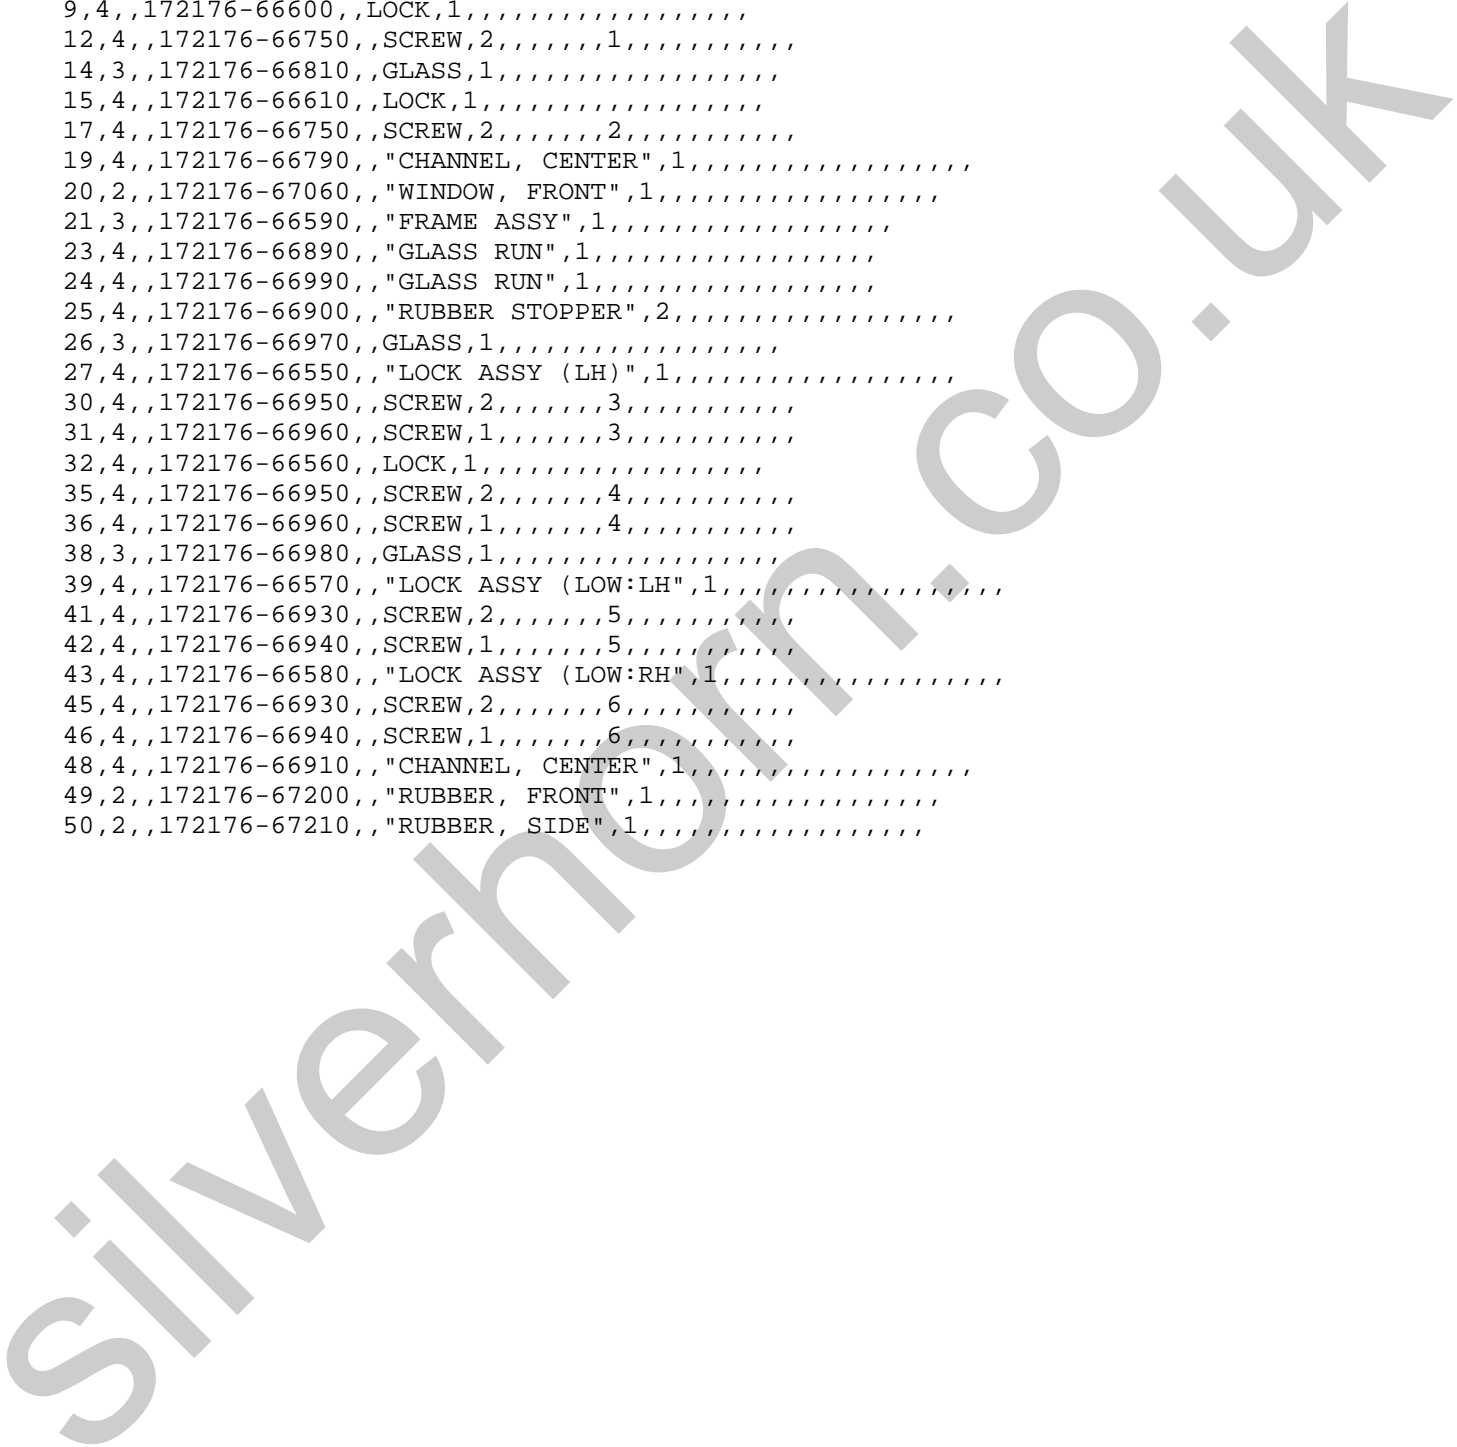 9,4,,172176-66600,,LOCK,1,,,,,,,,,,,,,,,,,,
12,4,,172176-66750,,SCREW,2,,,,,,,1,,,,,,,,,,,
14,3,,172176-66810,,GLASS,1,,,,,,,,,,,,,,,,,,
15,4,,172176-66610,,LOCK,1,,,,,,,,,,,,,,,,,,
17,4,,172176-66750,,SCREW,2,,,,,,,2,,,,,,,,,,,
19,4,,172176-66790,,"CHANNEL, CENTER",1,,,,,,,,,,,,,,,,,,
20,2,,172176-67060,,"WINDOW, FRONT",1,,,,,,,,,,,,,,,,,,
21,3,,172176-66590,,"FRAME ASSY",1,,,,,,,,,,,,,,,,,,
23,4,,172176-66890,,"GLASS RUN",1,,,,,,,,,,,,,,,,,,
24,4,,172176-66990,,"GLASS RUN",1,,,,,,,,,,,,,,,,,,
25,4,,172176-66900,,"RUBBER STOPPER",2,,,,,,,,,,,,,,,,,,
26,3,,172176-66970,,GLASS,1,,,,,,,,,,,,,,,,,,
27,4,,172176-66550,,"LOCK ASSY (LH)",1,,,,,,,,,,,,,,,,,,
30,4,,172176-66950,,SCREW,2,,,,,,,3,,,,,,,,,,,
31,4,,172176-66960,,SCREW,1,,,,,,,3,,,,,,,,,,,
32,4,,172176-66560,,LOCK,1,,,,,,,,,,,,,,,,,,
35,4,,172176-66950,,SCREW,2,,,,,,,4,,,,,,,,,,,
36,4,,172176-66960,,SCREW,1,,,,,,,4,,,,,,,,,,,
38,3,,172176-66980,,GLASS,1,,,,,,,,,,,,,,,,,,
39,4,,172176-66570,,"LOCK ASSY (LOW:LH",1,,,,,,,,,,,,,,,,,,
41,4,,172176-66930,,SCREW,2,,,,,,,5,,,,,,,,,,,
42,4,,172176-66940,,SCREW,1,,,,,,,5,,,,,,,,,,,
43,4,,172176-66580,,"LOCK ASSY (LOW:RH",1,,,,,,,,,,,,,,,,,,
45,4,,172176-66930,,SCREW,2,,,,,,,6,,,,,,,,,,,
46,4,,172176-66940,,SCREW,1,,,,,,,6,,,,,,,,,,,
48,4,,172176-66910,,"CHANNEL, CENTER",1,,,,,,,,,,,,,,,,,,
49,2,,172176-67200,,"RUBBER, FRONT",1,,,,,,,,,,,,,,,,,,
50,2,,172176-67210,,"RUBBER, SIDE",1,,,,,,,,,,,,,,,,,,
silverhorn.co.uk